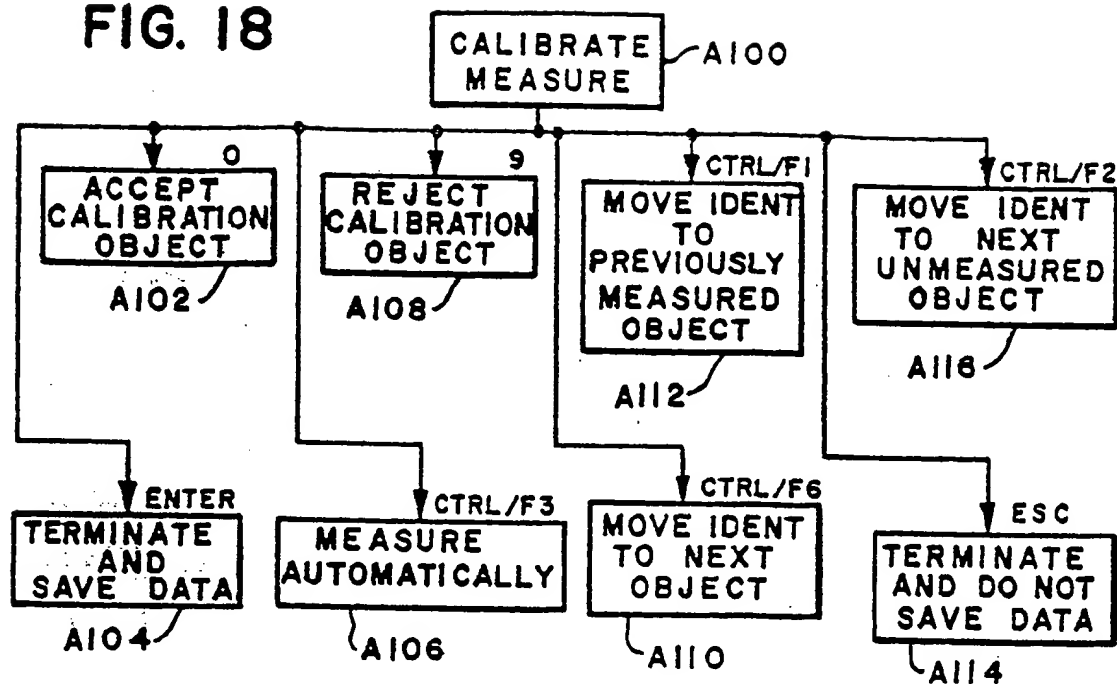 FIG. 18
CALIBRATE
MEASURE
A100
0
ACCEPT
CALIBRATION
OBJECT
A102
9
REJECT
CALIBRATION
OBJECT
A108
CTRL/F1
MOVE IDENT
TO
PREVIOUSLY
MEASURED
OBJECT
A112
CTRL/F2
MOVE IDENT
TO NEXT
UNMEASURED
OBJECT
A116
ENTER
TERMINATE
AND
SAVE DATA
A104
CTRL/F3
MEASURE
AUTOMATICALLY
A106
CTRL/F6
MOVE IDENT
TO NEXT
OBJECT
A110
ESC
TERMINATE
AND DO NOT
SAVE DATA
A114